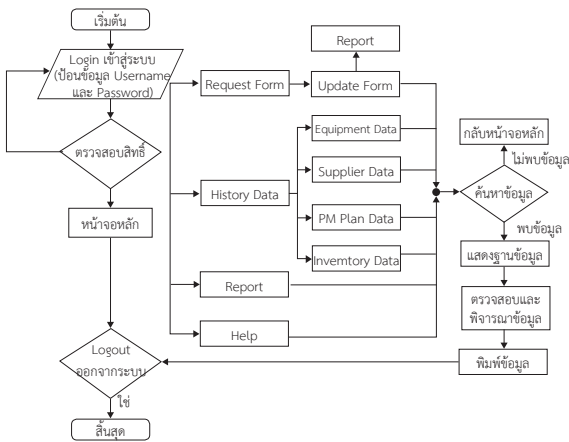 เริ่มต้น
Login เข้าสู่ระบบ
(ป้อนข้อมูล Username
และ Password)
ตรวจสอบสิทธิ์
หน้าจอหลัก
Logout
ออกจากระบบ
ใช่
สิ้นสุด
Report
Request Form
Update Form
History Data
Equipment Data
Supplier Data
PM Plan Data
Invemtory Data
Report
Help
กลับหน้าจอหลัก
ไม่พบข้อมูล
ค้นหาข้อมูล
พบข้อมูล
แสดงฐานข้อมูล
ตรวจสอบและ
พิจารณาข้อมูล
พิมพ์ข้อมูล